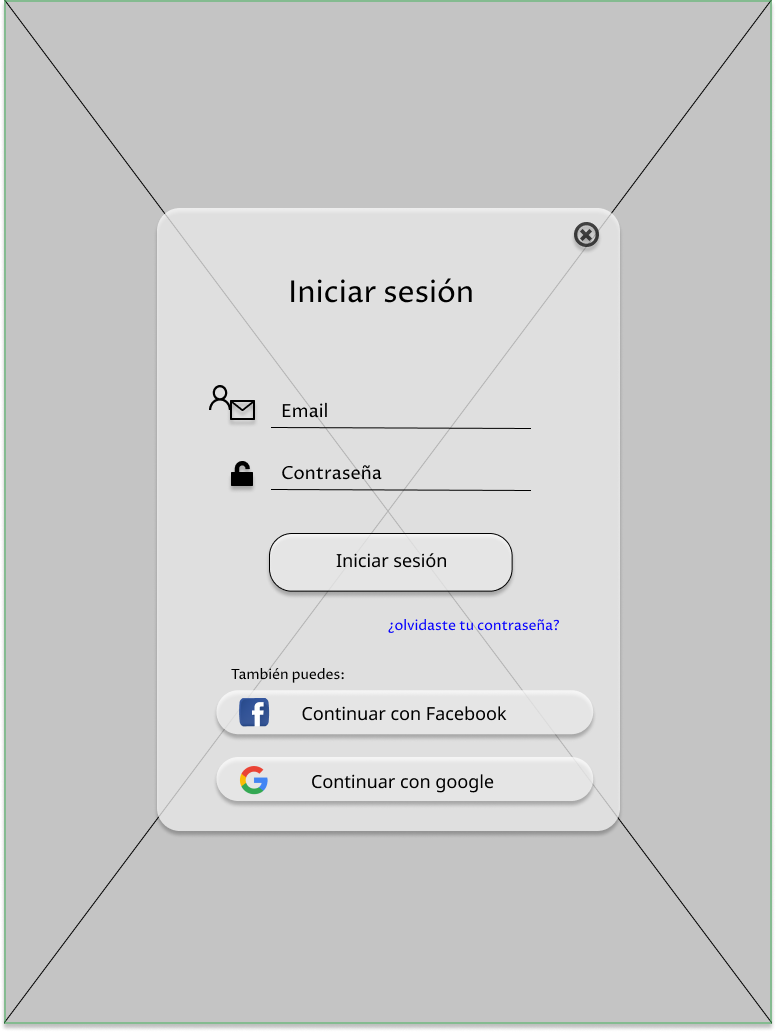 Iniciar sesión
Email
Contraseña
Iniciar sesión
¿olvidaste tu contraseña?
También puedes:
Continuar con Facebook
Continuar con google